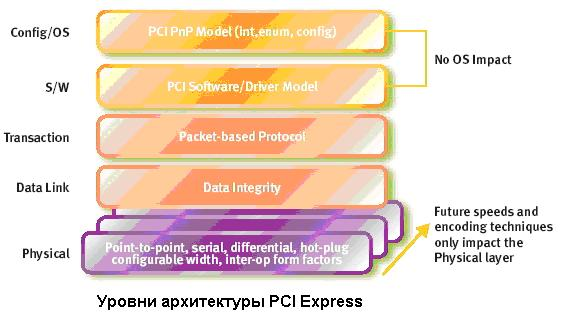 Config/OS
PCI PnP Model (int,enum, config)
No OS Impact
S/W
PCI Software/Driver Model
Transaction
Packet-based Protocol
Data Link
Data Integrity
Physical
Point-to-point, serial, differential, hot-plug
configurable width, inter-op form factors
Future speeds and
encoding techniques
only impact the
Physical layer
Уровни архитектуры PCI Express